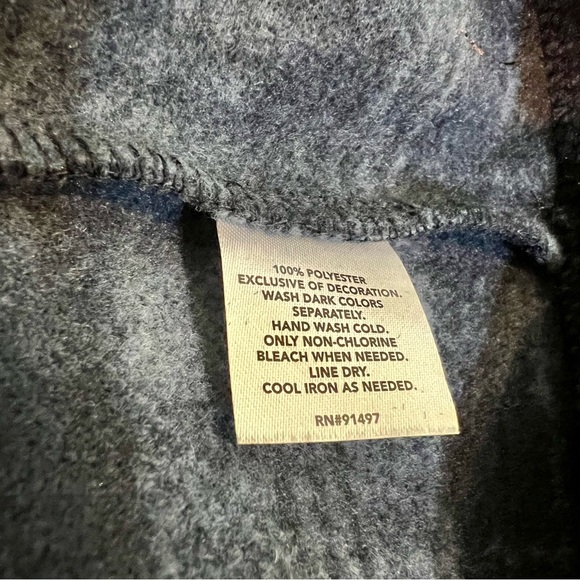 100% POLYESTER
EXCLUSIVE OF DECORATION.
WASH DARK COLORS
SEPARATELY.
HAND WASH COLD.
ONLY NON-CHLORINE
BLEACH WHEN NEEDED.
LINE DRY.
COOL IRON AS NEEDED.
RN#91497